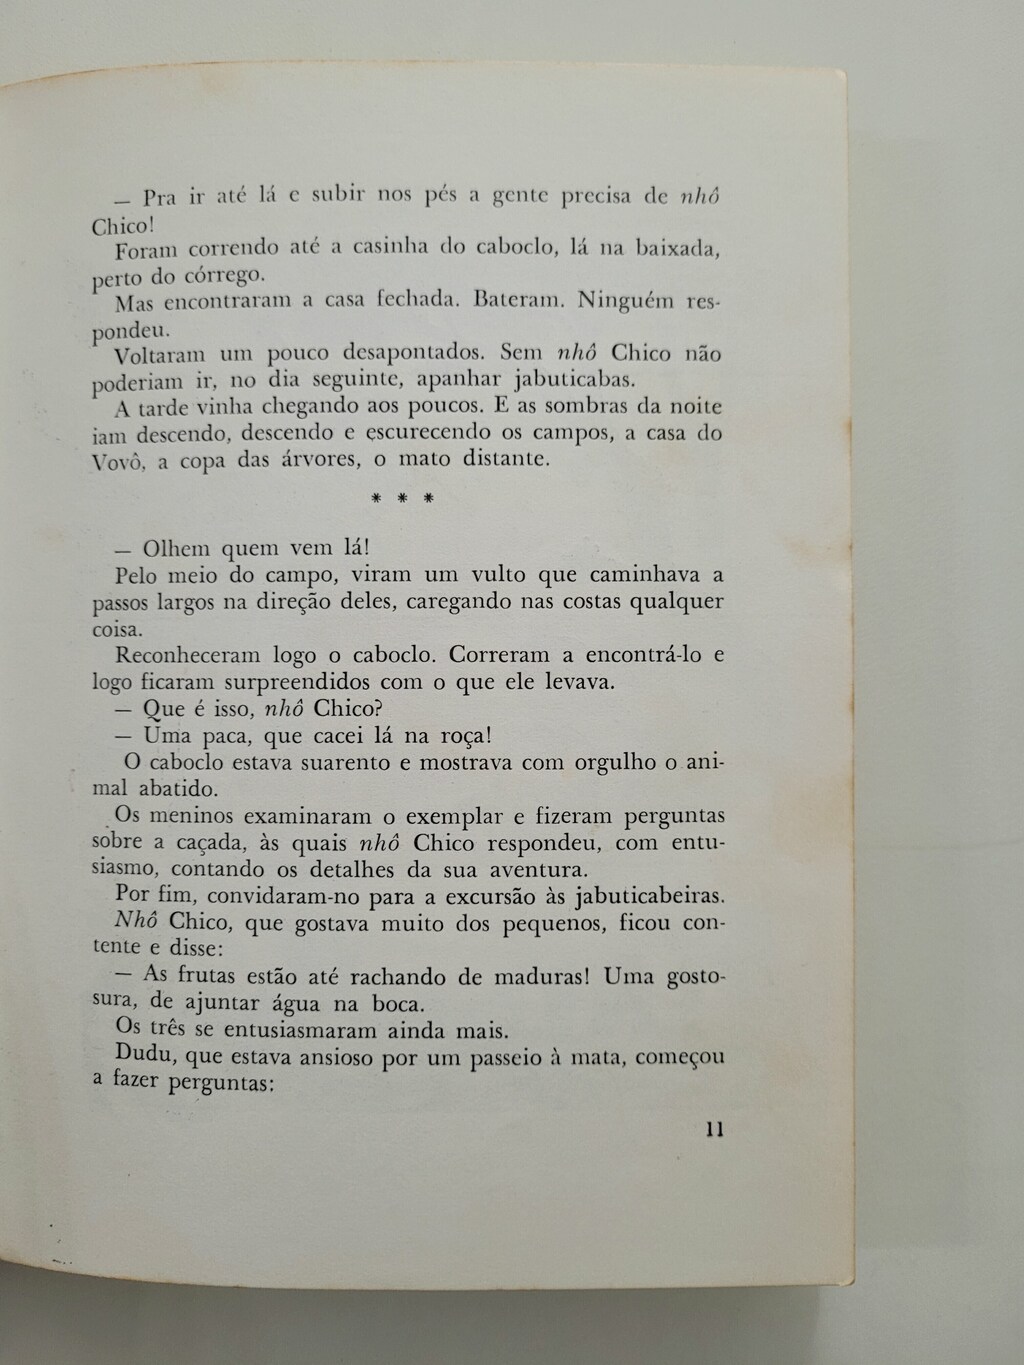 — Pra ir até lá e subir nos pés a gente precisa de nhô
Chico!
Foram correndo até a casinha do caboclo, lá na baixada,
perto do córrego.
Mas encontraram a casa fechada. Bateram. Ninguém res-
pondeu.
Voltaram um pouco desapontados. Sem nhô Chico não
poderiam ir, no dia seguinte, apanhar jabuticabas.
A tarde vinha chegando aos poucos. E as sombras da noite
iam descendo, descendo e escurecendo os campos, a casa do
Vovô, a copa das árvores, o mato distante.
* * *
— Olhem quem vem lá!
Pelo meio do campo, viram um vulto que caminhava a
passos largos na direção deles, caregando nas costas qualquer
coisa.
Reconheceram logo o caboclo. Correram a encontrá-lo e
logo ficaram surpreendidos com o que ele levava.
— Que é isso, nhô Chico?
— Uma paca, que cacei lá na roça!
O caboclo estava suarento e mostrava com orgulho o ani-
mal abatido.
Os meninos examinaram o exemplar e fizeram perguntas
sobre a caçada, às quais nhô Chico respondeu, com entu-
siasmo, contando os detalhes da sua aventura.
Por fim, convidaram-no para a excursão às jabuticabeiras.
Nhô Chico, que gostava muito dos pequenos, ficou con-
tente e disse:
— As frutas estão até rachando de maduras! Uma gosto-
sura, de ajuntar água na boca.
Os três se entusiasmaram ainda mais.
Dudu, que estava ansioso por um passeio à mata, começou
a fazer perguntas:
11